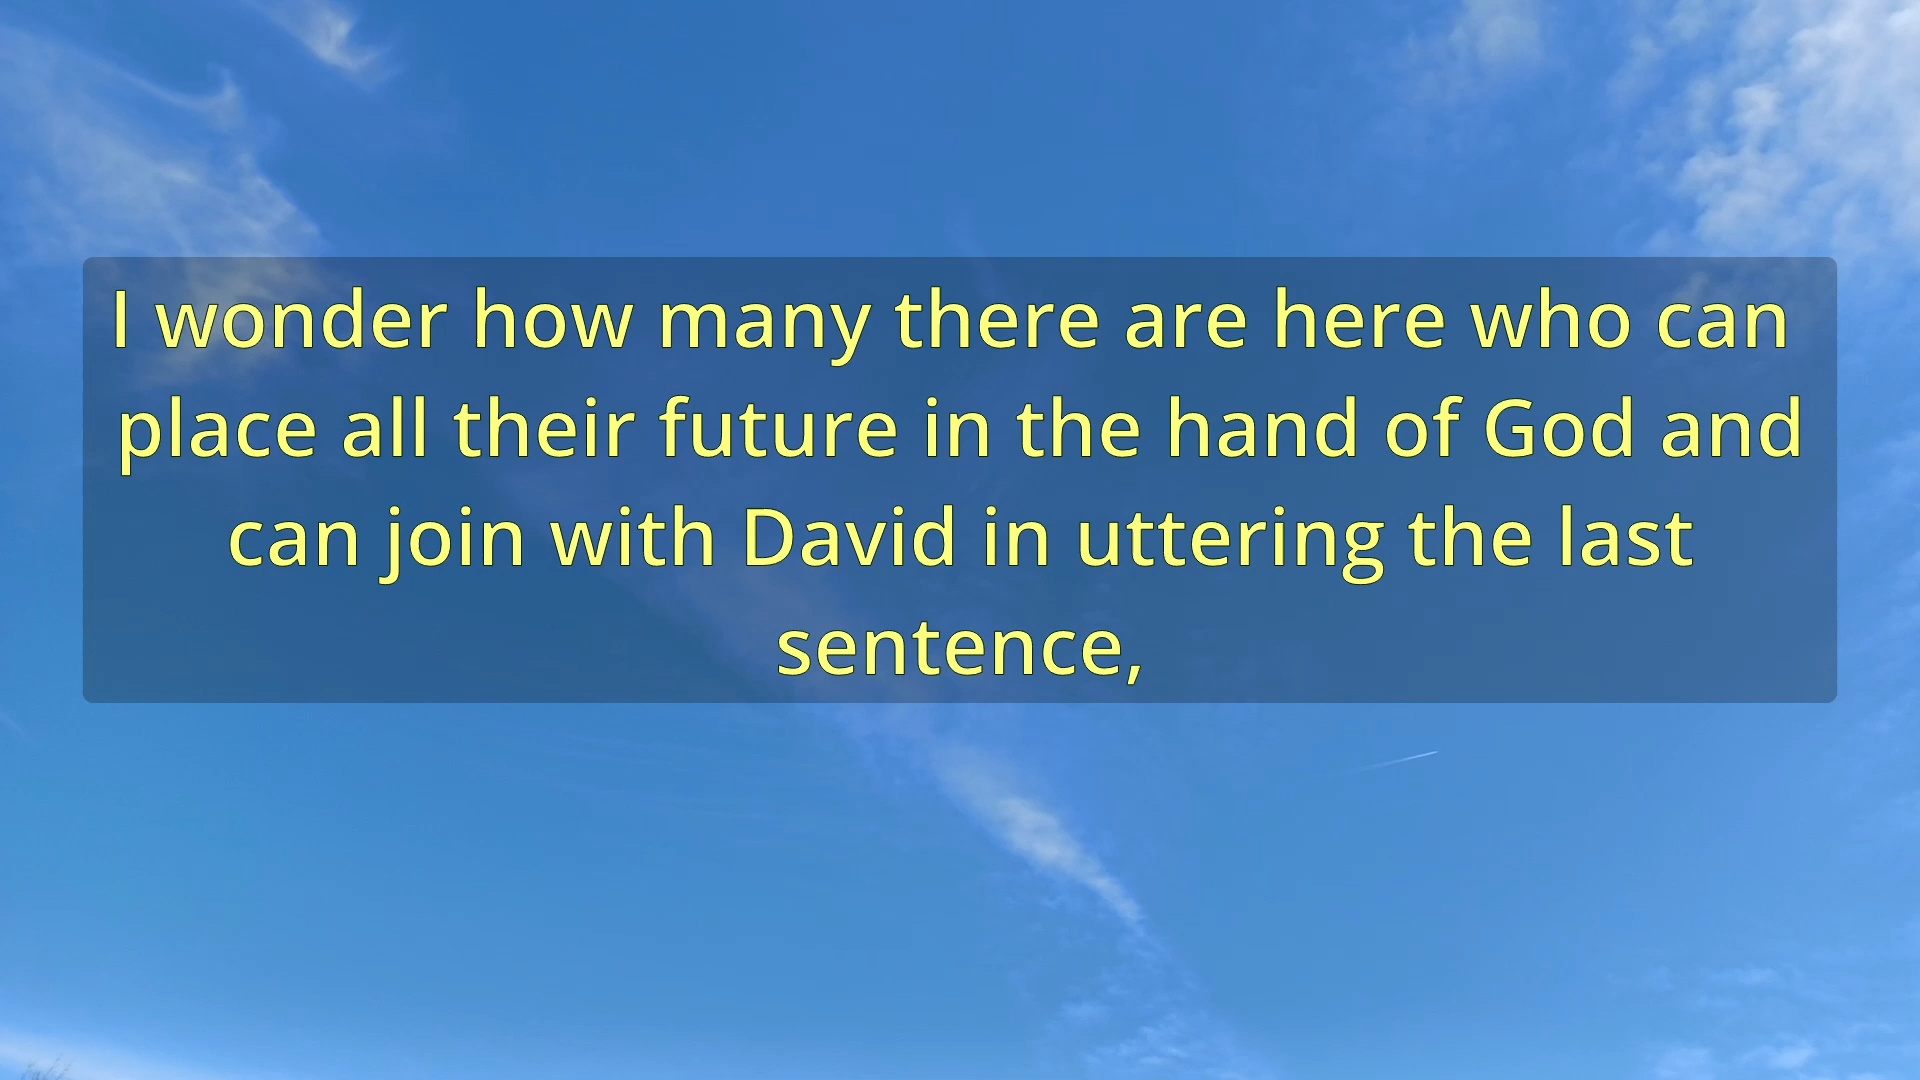 I wonder how many there are here who can
place all their future in the hand of God and
can join with David in uttering the last
sentence,